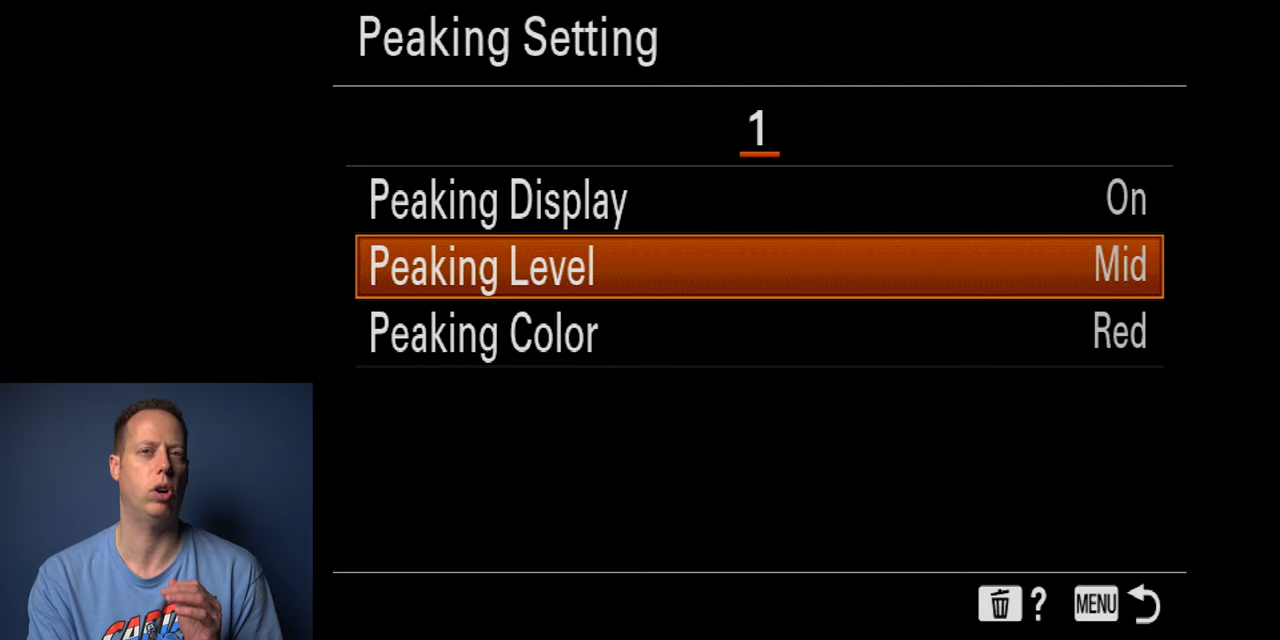 Peaking Setting
1
Peaking Display On
Peaking Level Mid
Peaking Color Red
? MENU